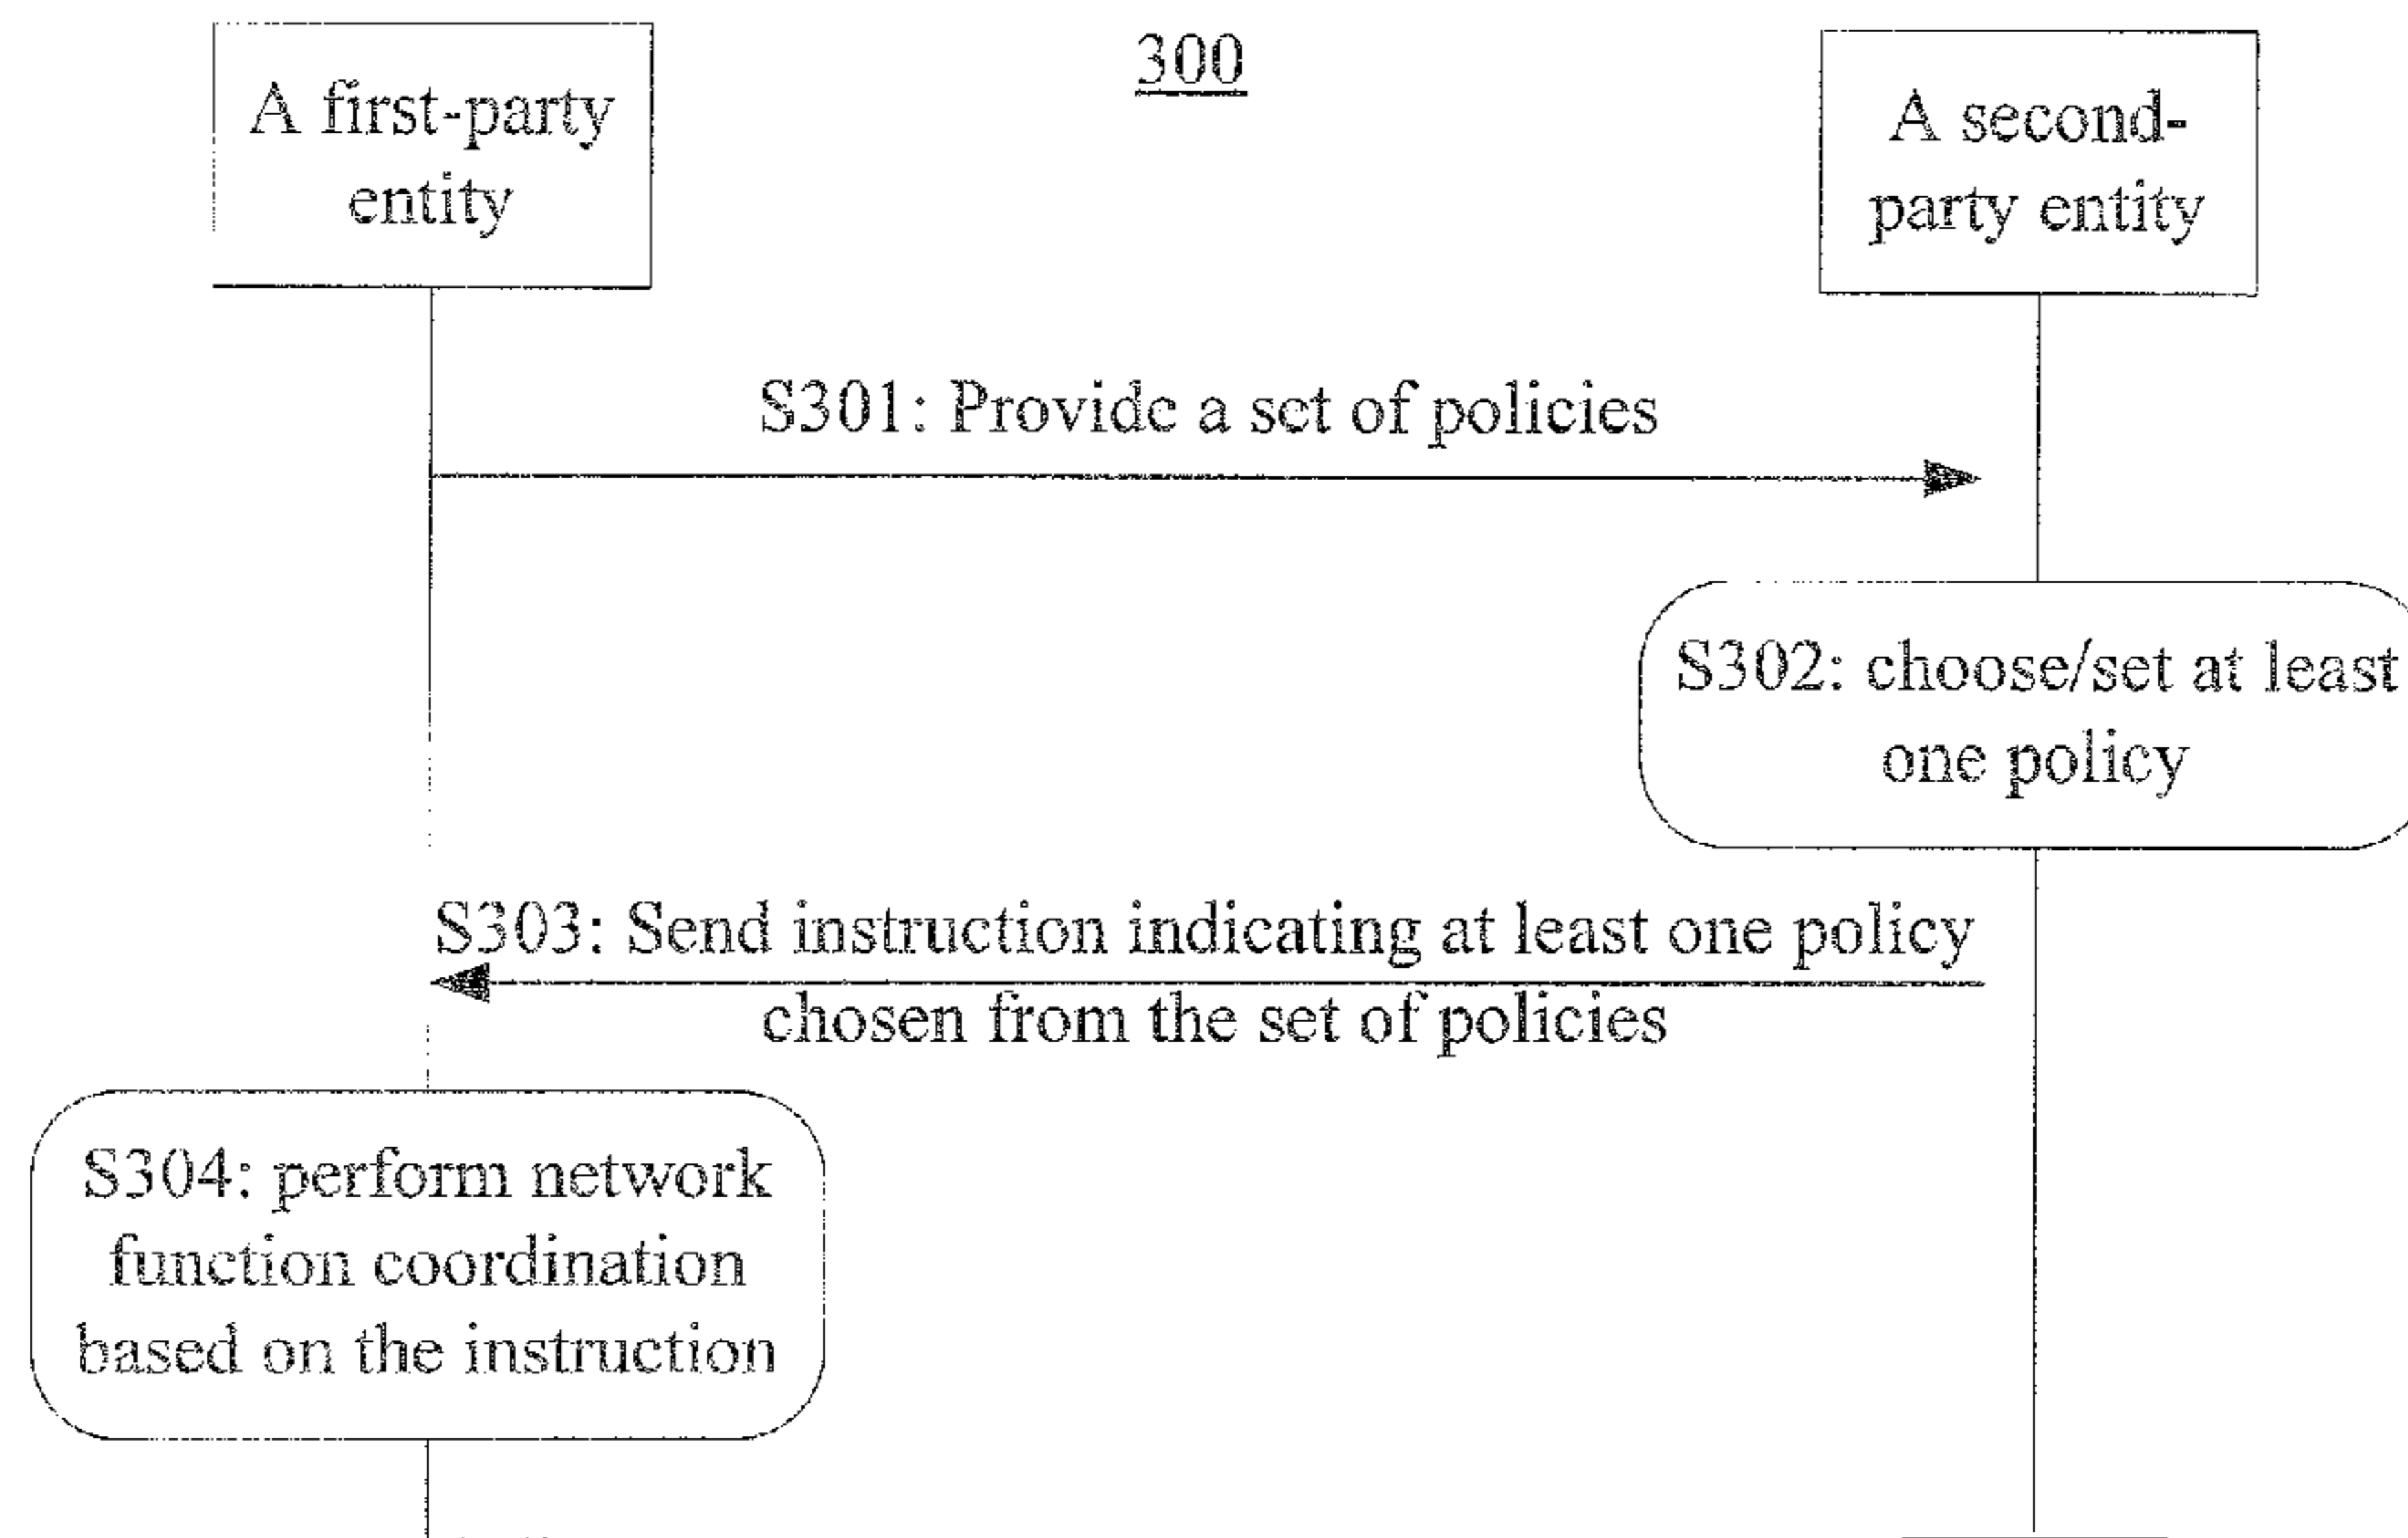 300
A first-party
entity
A second-
party entity
S301: Provide a set of policies
S302: choose/set at least
one policy
S303: Send instruction indicating at least one policy
chosen from the set of policies
S304: perform network
function coordination
based on the instruction